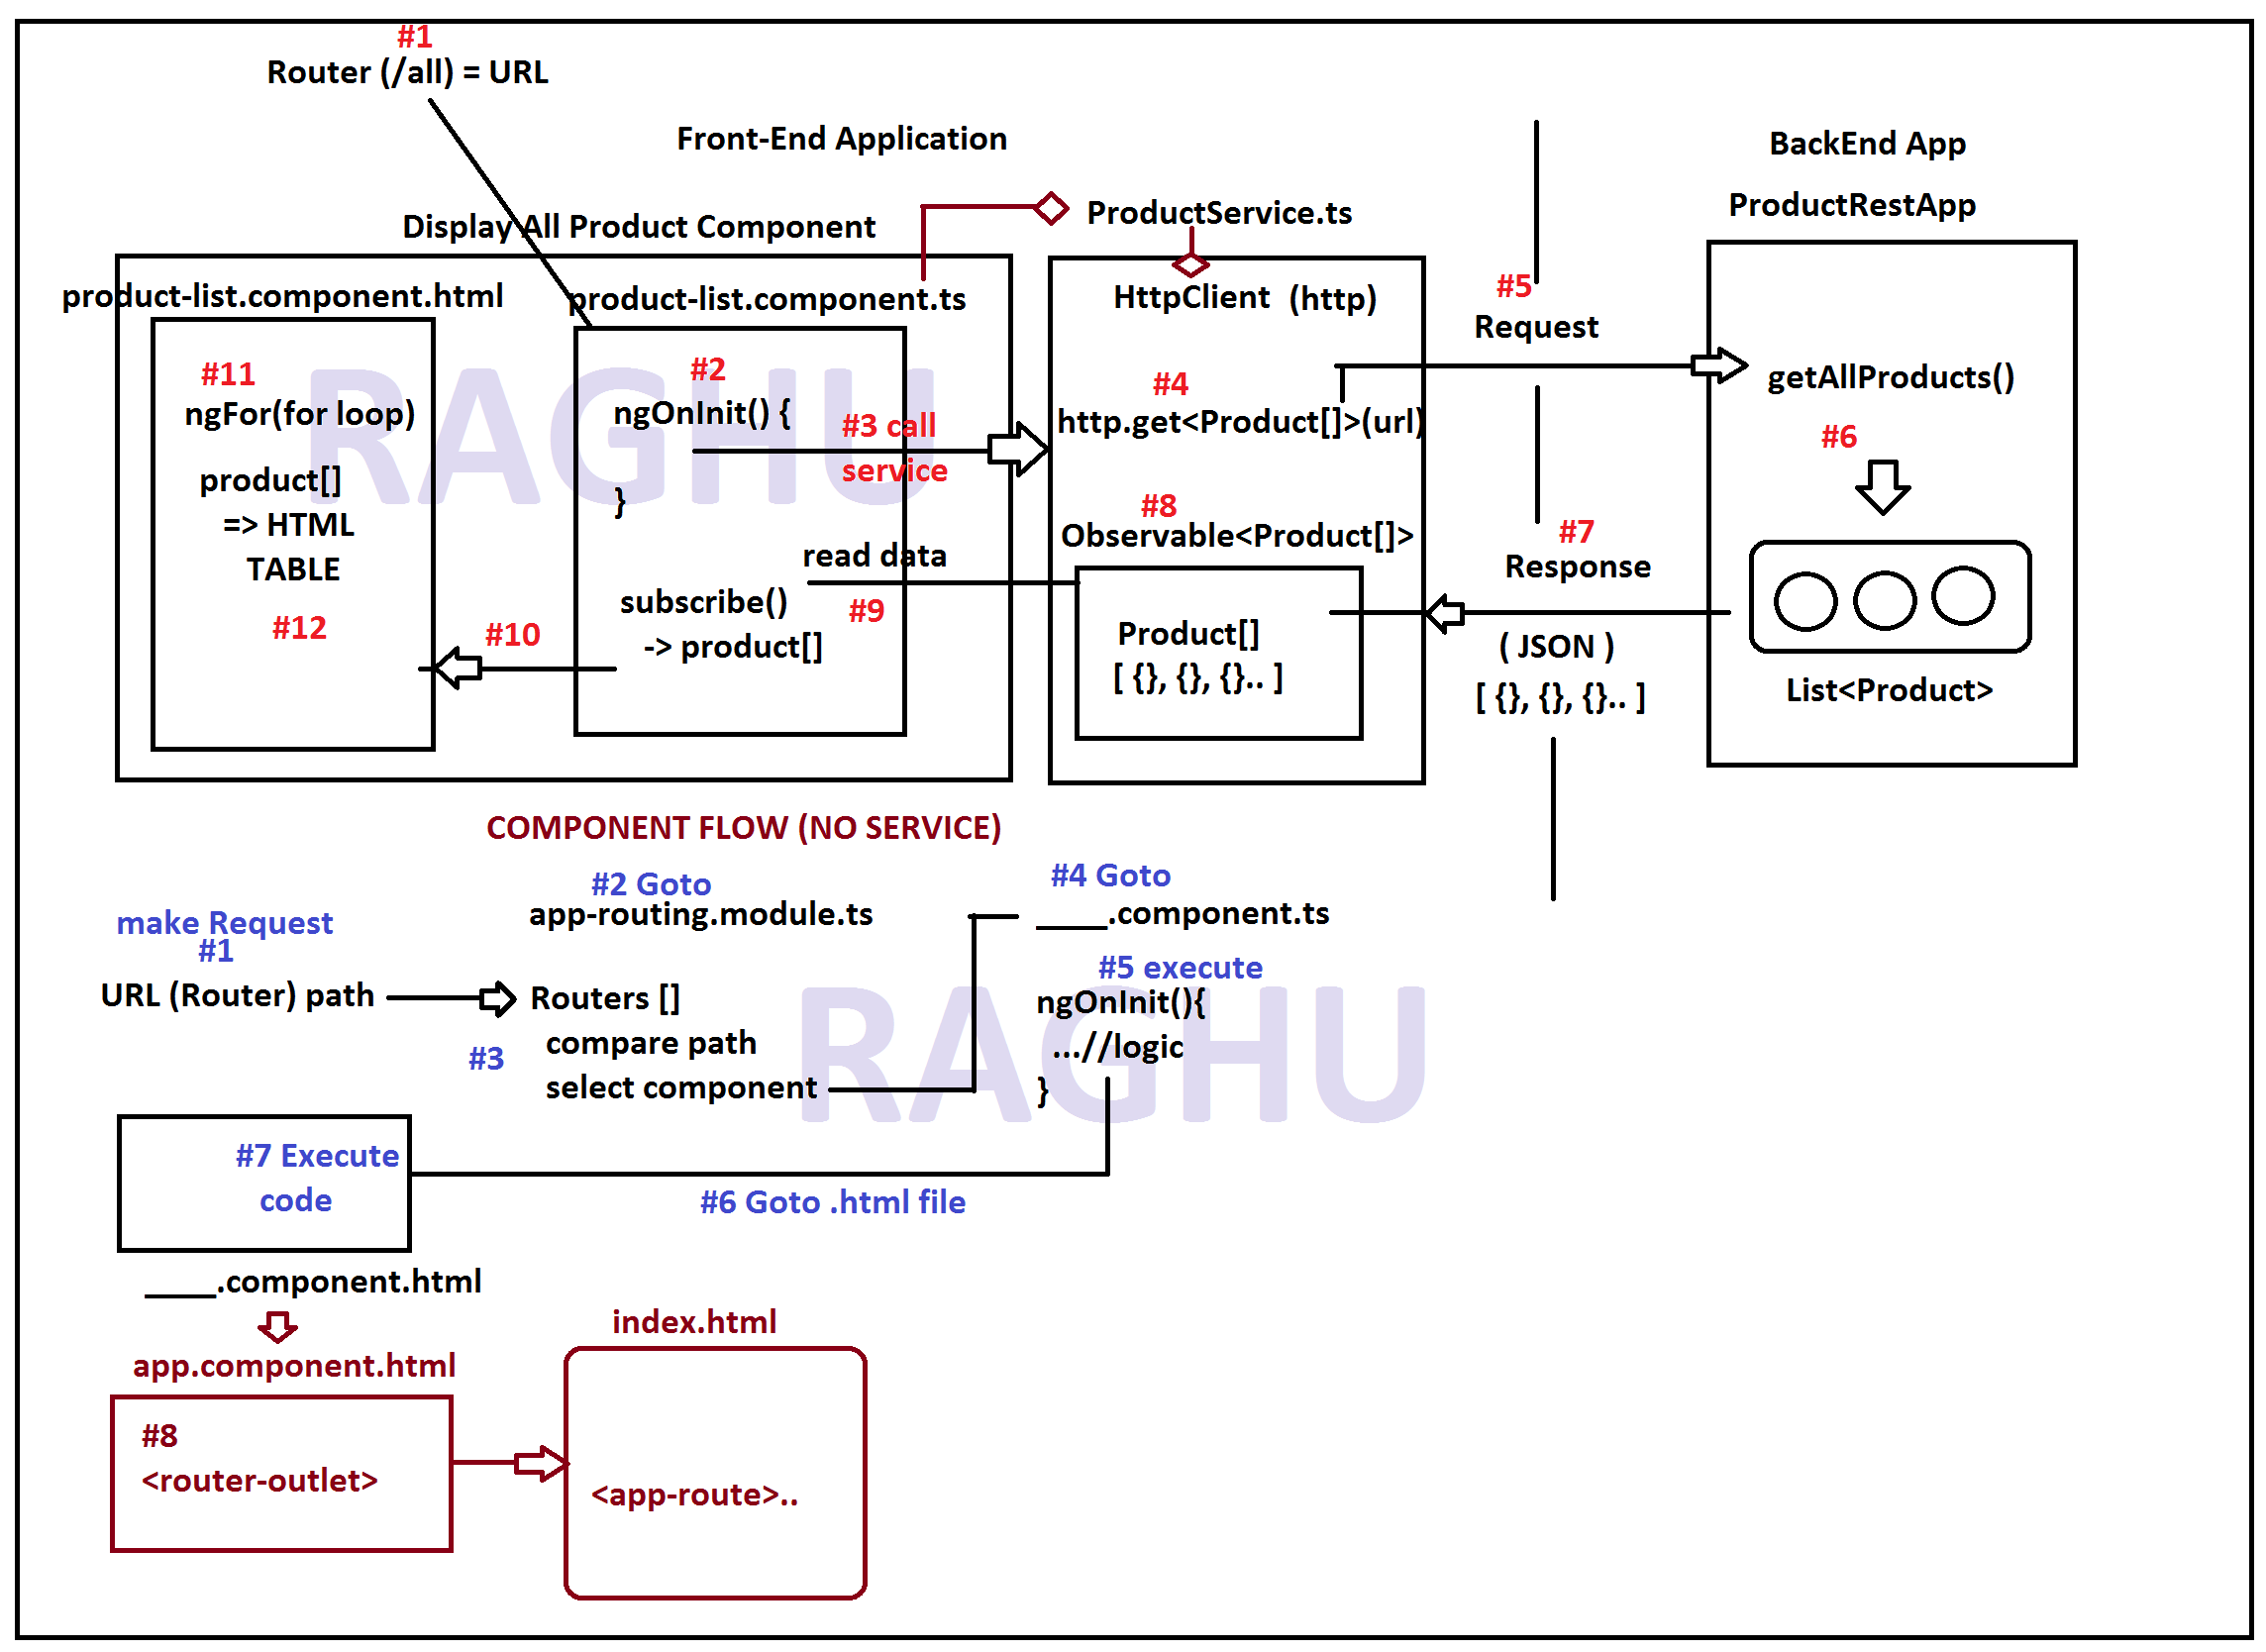 #1
Router (/all) = URL
Front-End Application
BackEnd App
ProductRestApp
Display All Product Component
ProductService.ts
product-list.component.html
product-list.component.ts
HttpClient (http)
#5
Request
#11
ngFor(for loop)
product[]
=> HTML
TABLE
#12
#2
ngOnInit() {
#3 call
service
}
read data
#9
subscribe()
-> product[]
#10
#4
http.get<Product[]>(url)
#8
Observable<Product[]>
Product[]
[ {}, {}, {}.. ]
#7
Response
( JSON )
[ {}, {}, {}.. ]
getAllProducts()
#6
List<Product>
RAGHU
COMPONENT FLOW (NO SERVICE)
make Request
#1
URL (Router) path
#2 Goto
app-routing.module.ts
Routers []
#3
compare path
select component
#4 Goto
____.component.ts
#5 execute
ngOnInit(){
...//logic
}
RAGHU
#7 Execute
code
#6 Goto .html file
____.component.html
app.component.html
#8
<router-outlet>
index.html
<app-route>..